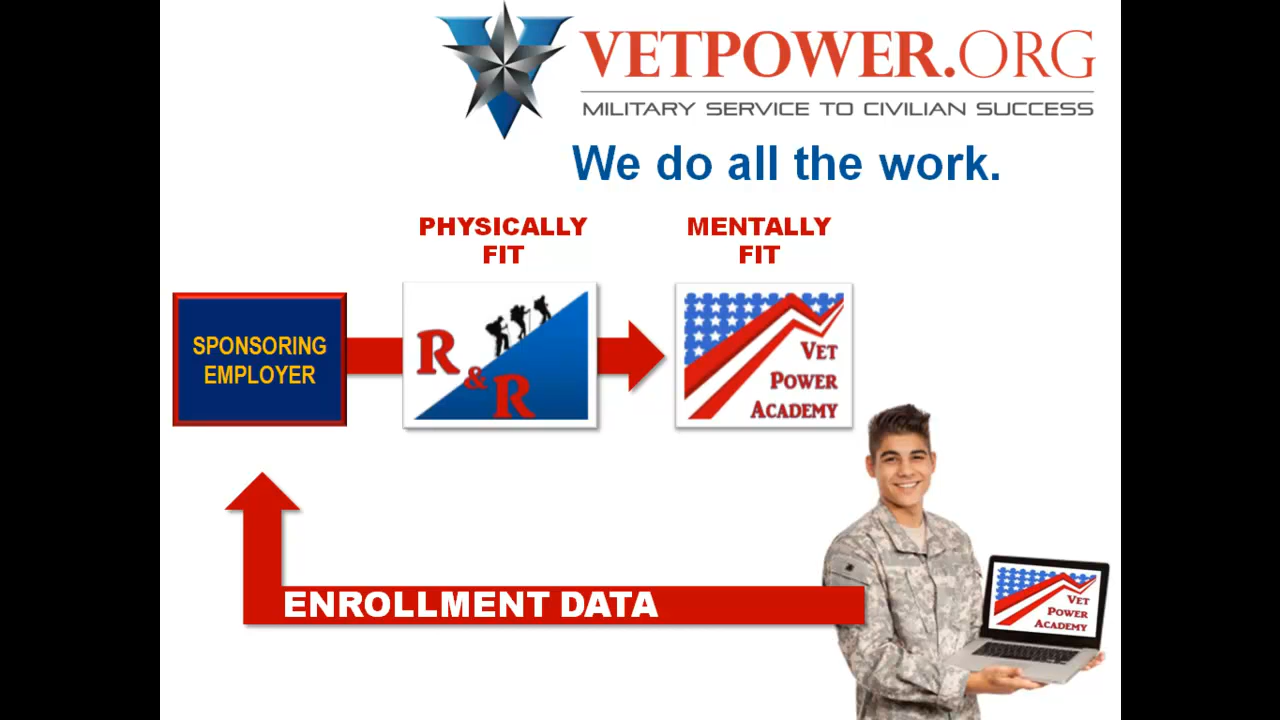 VETPOWER.ORG
MILITARY SERVICE TO CIVILIAN SUCCESS
We do all the work.
PHYSICALLY
FIT
MENTALLY
FIT
SPONSORING
EMPLOYER
R
&
R
VET
POWER
ACADEMY
ENROLLMENT DATA
VET
POWER
ACADEMY